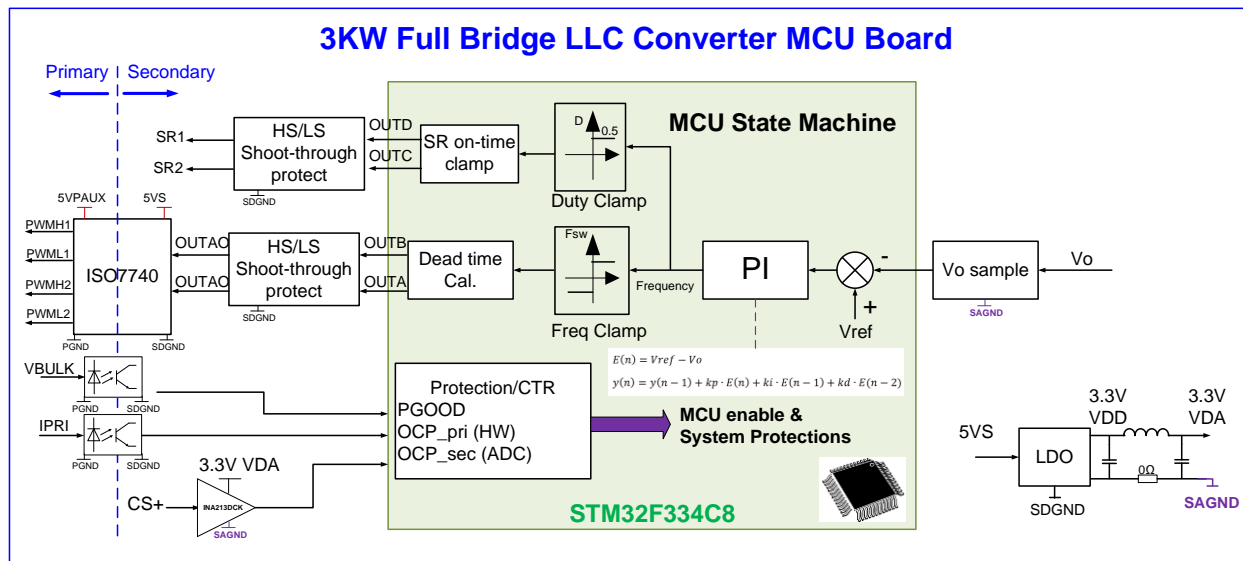 3KW Full Bridge LLC Converter MCU Board
Primary
Secondary
MCU State Machine
SR1
SR2
HS/LS
Shoot-through
protect
SDGND
OUTD
OUTC
SR on-time
clamp
D
0.5
Duty Clamp
5VPAUX
5VS
PWMH1
PWML1
PWMH2
PWML2
ISO7740
PGND
SDGND
OUTAO
OUTAO
HS/LS
Shoot-through
protect
SDGND
OUTB
OUTA
Dead time
Cal.
Fsw
Freq Clamp
Frequency
PI
-
+
Vref
Vo sample
SAGND
Vo
E(n) = Vref − Vo
y(n) = y(n − 1) + kp · E(n) + ki · E(n − 1) + kd · E(n − 2)
VBULK
PGND
SDGND
IPRI
PGND
SDGND
Protection/CTR
PGOOD
OCP_pri (HW)
OCP_sec (ADC)
MCU enable &
System Protections
3.3V VDA
CS+
INA213DCK
SAGND
STM32F334C8
5VS
LDO
SDGND
3.3V
VDD
3.3V
VDA
0Ω
SAGND